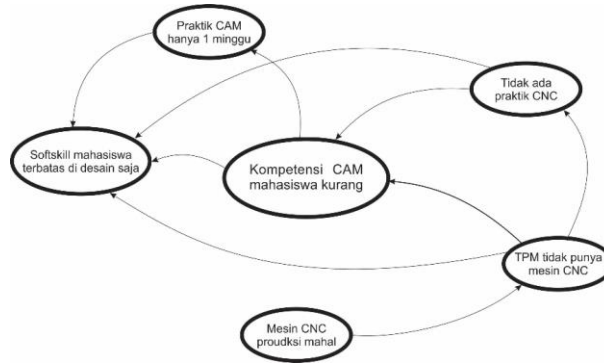 Praktik CAM
hanya 1 minggu
Tidak ada
praktik CNC
Softskill mahasiswa
terbatas di desain saja
Kompetensi CAM
mahasiswa kurang
TPM tidak punya
mesin CNC
Mesin CNC
proudksi mahal